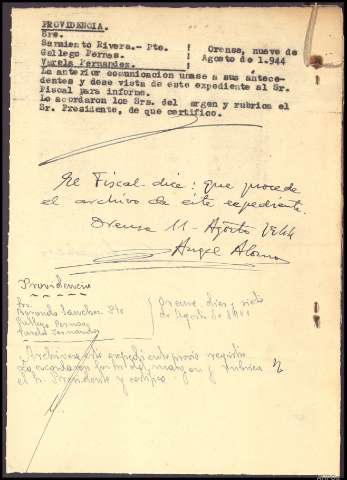 PROVIDENCIA.
Sres.
Sarmiento Rivera.- Pte. ! Orense, nueve de
Gallego Pernas. ! Agosto de 1.944
Varela Fernandez. !
La anterior comunicacion unase a sus antece-
dentes y dese vista de este expediente al Sr.
Fiscal para informe.
Lo acordaron los Srs. del argen y rubrica el
Sr. Presidente, de que certifico.
El Fiscal dice: que procede
el archivo de este expediente.
Orense 11 - Agosto 1944
Angel Alonso
Providencia
Orense diez y siete
Gallego Pernas de Agosto de 1944
Varela Fernandez
Archivese este expediente previo registro
Lo acordaron los del margen y rubrica
el Sr. Presidente y certifico